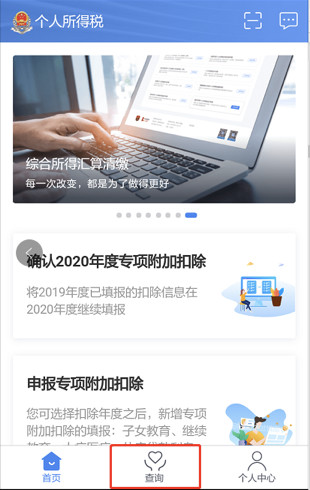 个人所得税
综合所得汇算清缴
每一次改变，都是为了做得更好
确认2020年度专项附加扣除
将2019年度已填报的扣除信息在
2020年度继续填报
申报专项附加扣除
您可选择扣除年度之后，新增专项
附加扣除的填报：子女教育、继续
首页
查询
个人中心